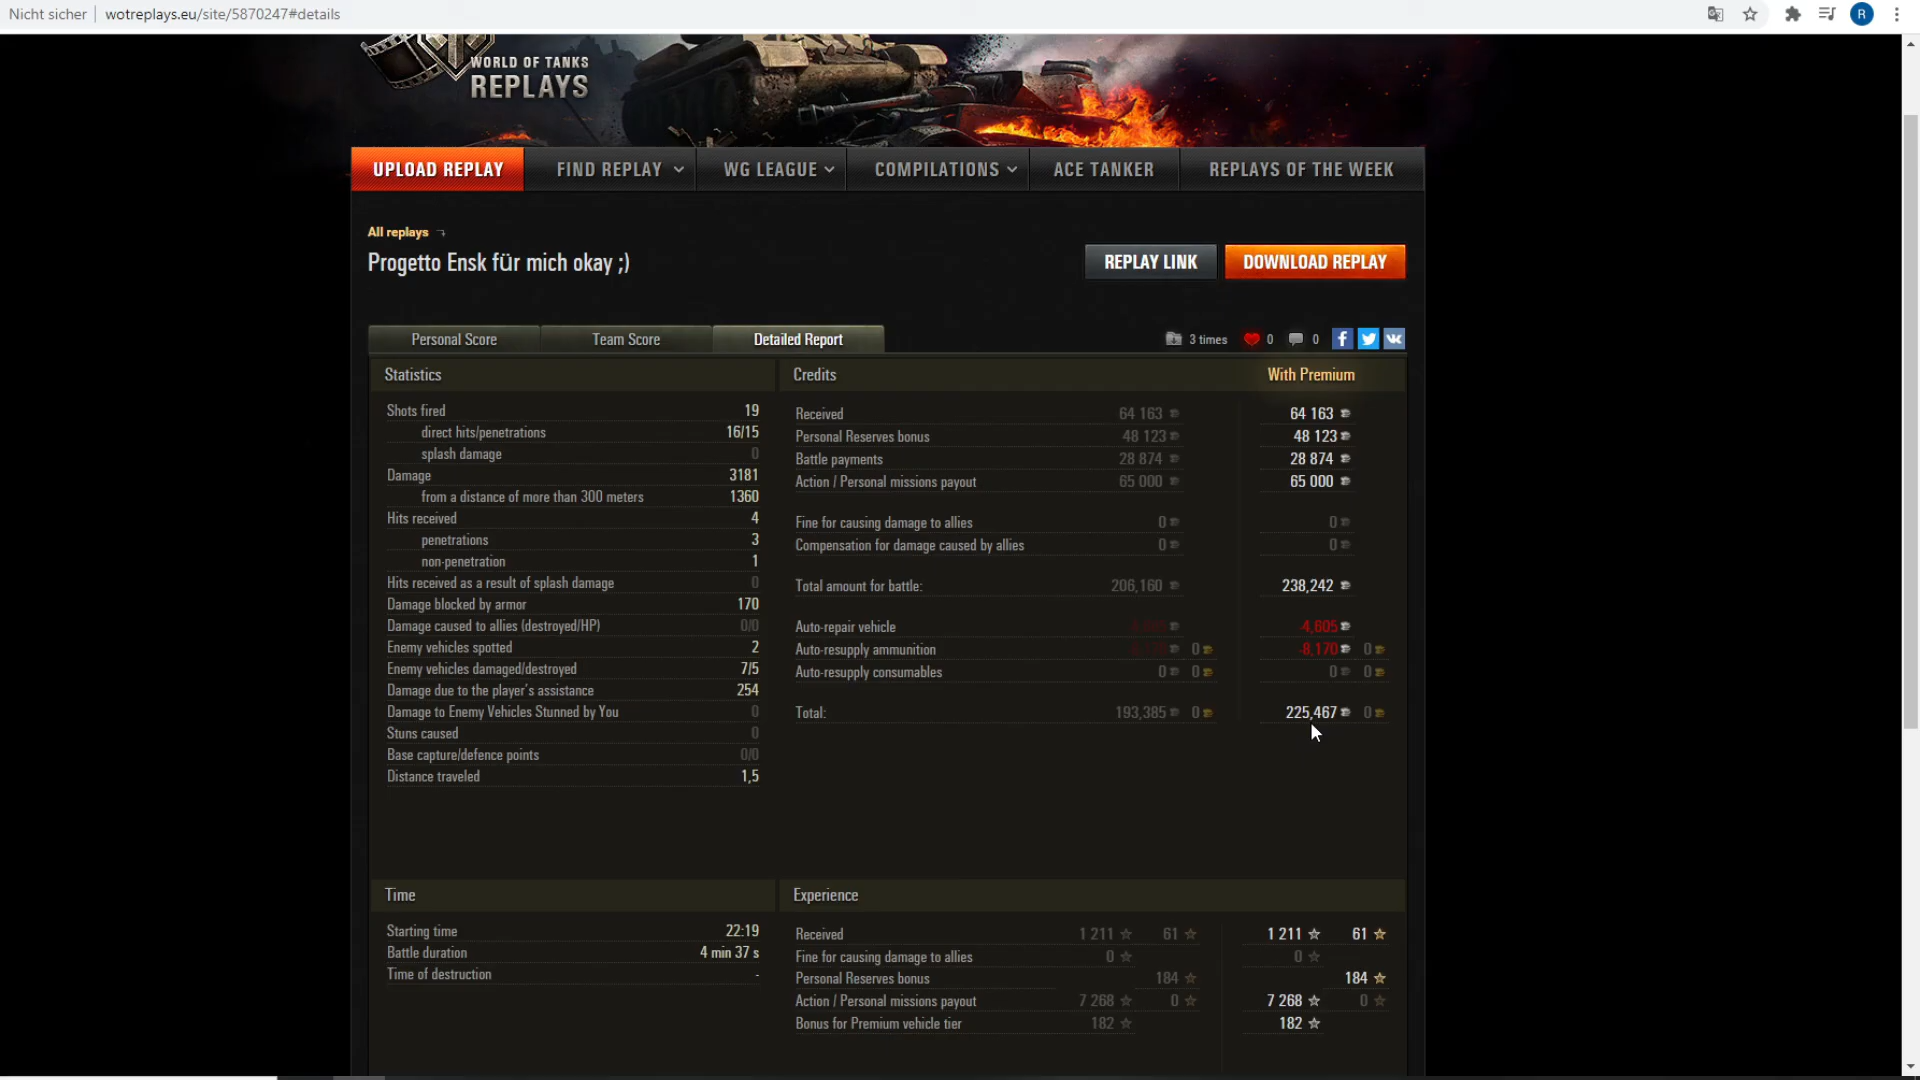 Nicht sicher | wotreplays.eu/site/5870247#details
R
WORLD OF TANKS
REPLAYS
UPLOAD REPLAY FIND REPLAY WG LEAGUE COMPILATIONS ACE TANKER REPLAYS OF THE WEEK
All replays
Progetto Ensk für mich okay ;)
REPLAY LINK DOWNLOAD REPLAY
Personal Score Team Score Detailed Report 3 times 0 0
Statistics
Shots fired 19
direct hits/penetrations 16/15
splash damage 0
Damage 3181
from a distance of more than 300 meters 1360
Hits received 4
penetrations 3
non-penetration 1
Hits received as a result of splash damage 0
Damage blocked by armor 170
Damage caused to allies (destroyed/HP) 0/0
Enemy vehicles spotted 2
Enemy vehicles damaged/destroyed 7/5
Damage due to the player's assistance 254
Damage to Enemy Vehicles Stunned by You 0
Stuns caused 0
Base capture/defence points 0/0
Distance traveled 1,5
Credits With Premium
Received 64 163 64 163
Personal Reserves bonus 48 123 48 123
Battle payments 28 874 28 874
Action / Personal missions payout 65 000 65 000
Fine for causing damage to allies 0 0
Compensation for damage caused by allies 0 0
Total amount for battle: 206,160 238,242
Auto-repair vehicle -4,605
Auto-resupply ammunition 0 -8,170 0
Auto-resupply consumables 0 0 0 0
Total: 193,385 0 225,467 0
Time
Starting time 22:19
Battle duration 4 min 37 s
Time of destruction -
Experience
Received 1 211 61 1 211 61
Fine for causing damage to allies 0 0
Personal Reserves bonus 184 184
Action / Personal missions payout 7 268 0 7 268 0
Bonus for Premium vehicle tier 182 182